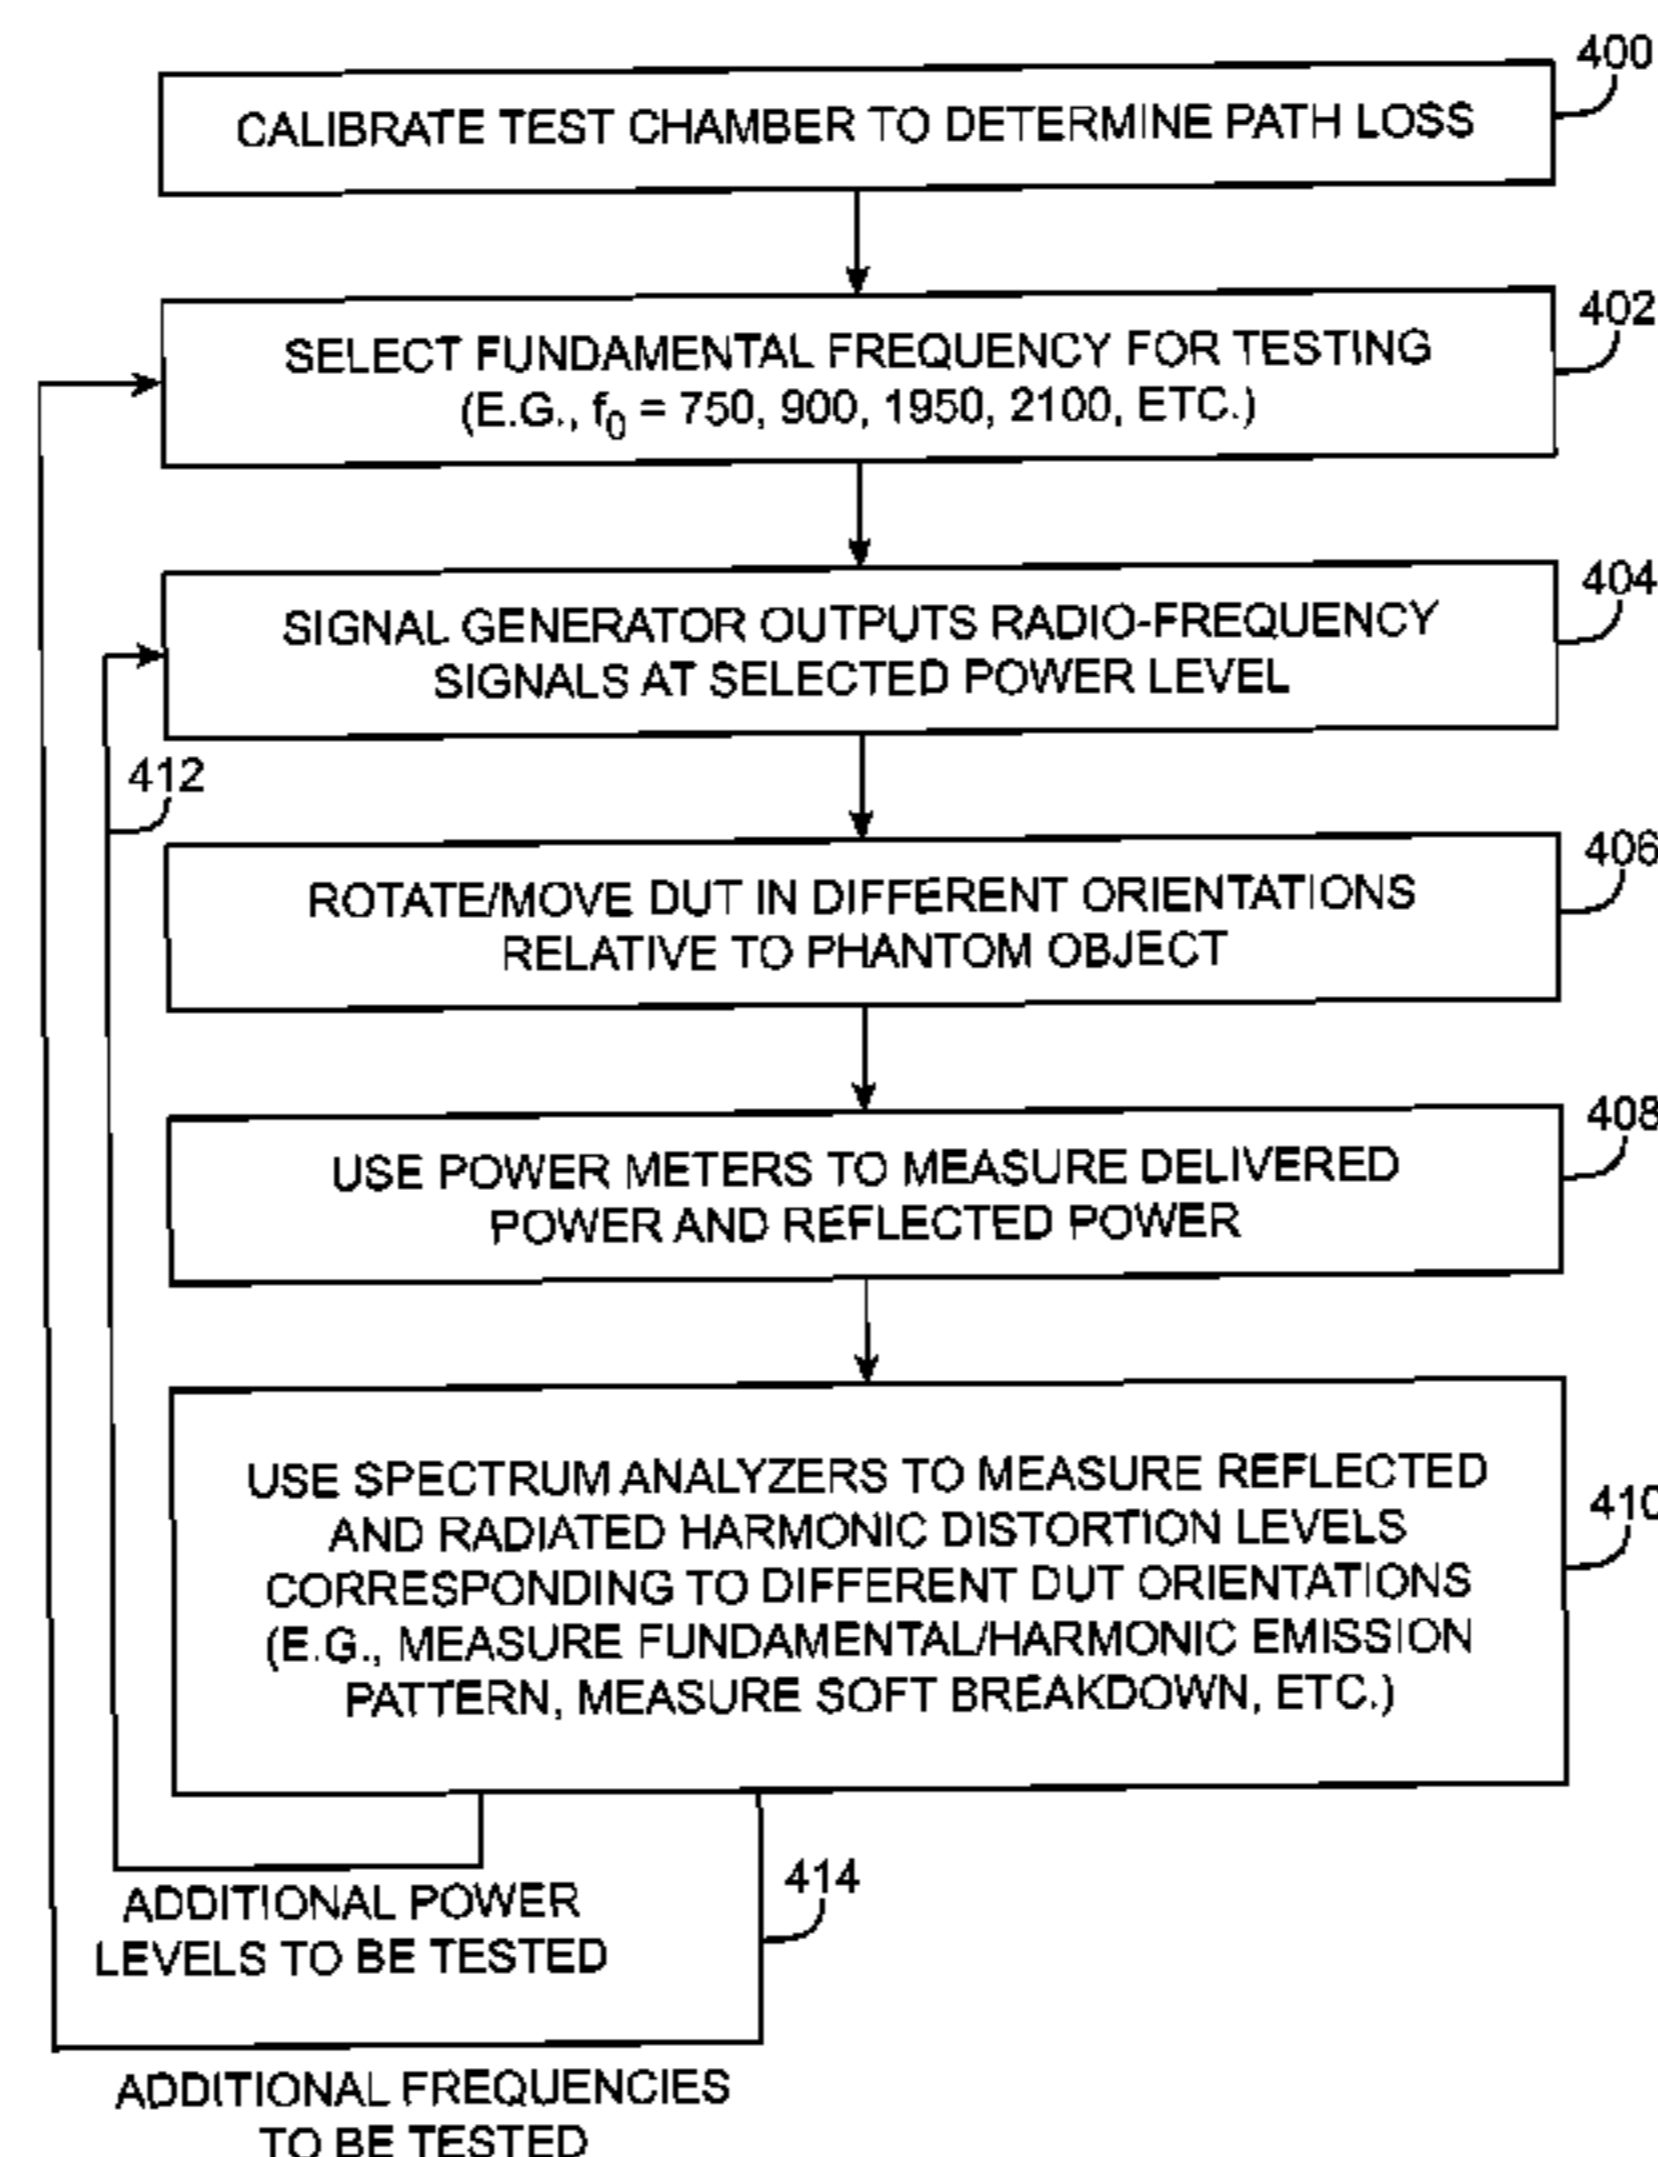 400
CALIBRATE TEST CHAMBER TO DETERMINE PATH LOSS
402
SELECT FUNDAMENTAL FREQUENCY FOR TESTING
(E.G., f0 = 750, 900, 1950, 2100, ETC.)
404
SIGNAL GENERATOR OUTPUTS RADIO-FREQUENCY
SIGNALS AT SELECTED POWER LEVEL
412
406
ROTATE/MOVE DUT IN DIFFERENT ORIENTATIONS
RELATIVE TO PHANTOM OBJECT
408
USE POWER METERS TO MEASURE DELIVERED
POWER AND REFLECTED POWER
410
USE SPECTRUM ANALYZERS TO MEASURE REFLECTED
AND RADIATED HARMONIC DISTORTION LEVELS
CORRESPONDING TO DIFFERENT DUT ORIENTATIONS
(E.G., MEASURE FUNDAMENTAL/HARMONIC EMISSION
PATTERN, MEASURE SOFT BREAKDOWN, ETC.)
414
ADDITIONAL POWER
LEVELS TO BE TESTED
ADDITIONAL FREQUENCIES
TO BE TESTED